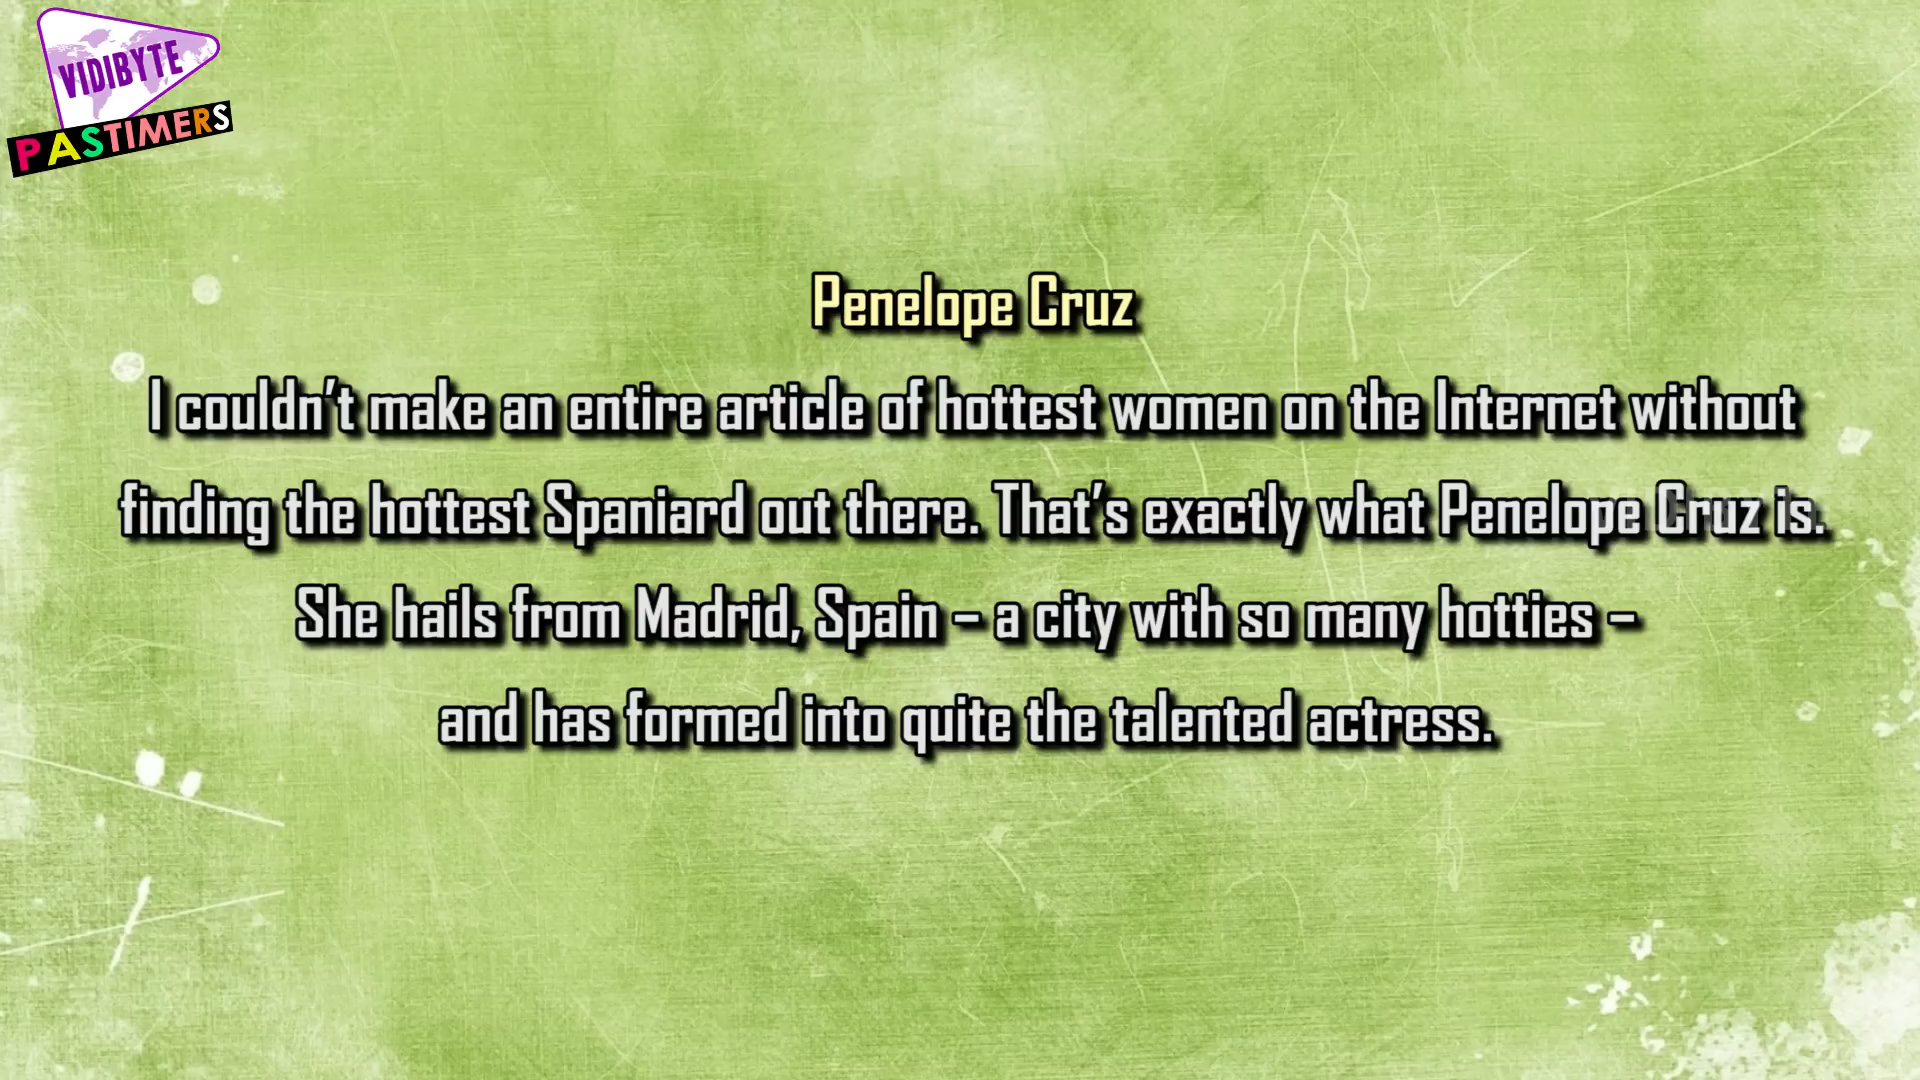 VIDIBYTE
PASTIMERS
Penelope Cruz
I couldn’t make an entire article of hottest women on the Internet without
finding the hottest Spaniard out there. That’s exactly what Penelope Cruz is.
She hails from Madrid, Spain – a city with so many hotties –
and has formed into quite the talented actress.